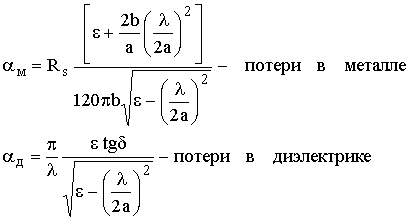 α_м = R_s [ε + 2b/a (λ/2a)²] / 120πb√(ε − (λ/2a)²) – потери в металле
α_д = π/λ ε tgδ / √(ε − (λ/2a)²) – потери в диэлектрике